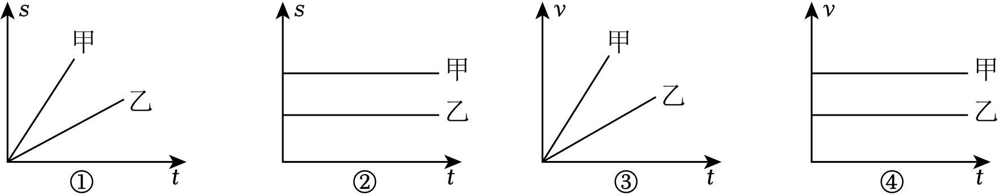 s 甲 乙 t ①
s 甲 乙 t ②
v 甲 乙 t ③
v 甲 乙 t ④